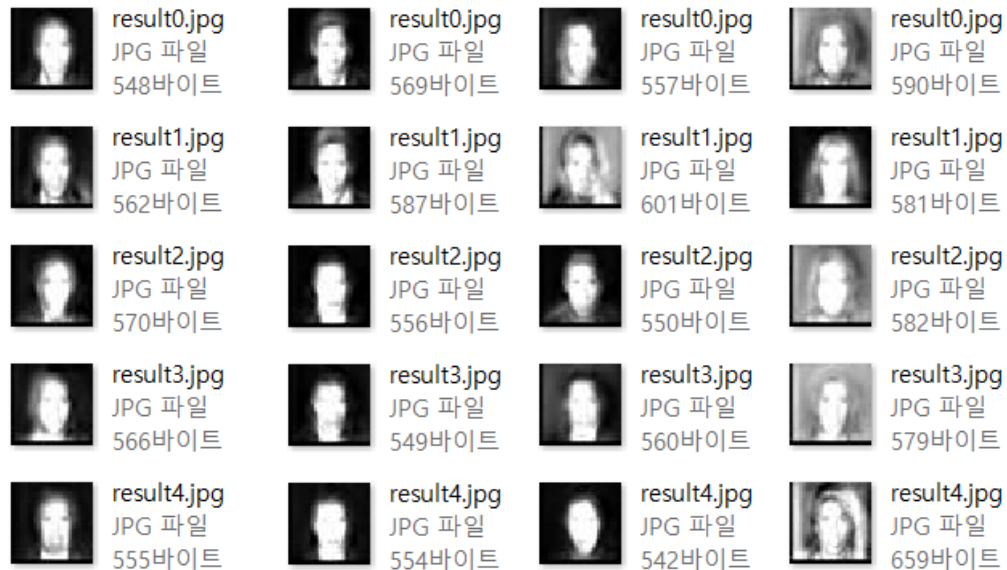 result0.jpg
JPG 파일
548바이트
result0.jpg
JPG 파일
569바이트
result0.jpg
JPG 파일
557바이트
result0.jpg
JPG 파일
590바이트
result1.jpg
JPG 파일
562바이트
result1.jpg
JPG 파일
587바이트
result1.jpg
JPG 파일
601바이트
result1.jpg
JPG 파일
581바이트
result2.jpg
JPG 파일
570바이트
result2.jpg
JPG 파일
556바이트
result2.jpg
JPG 파일
550바이트
result2.jpg
JPG 파일
582바이트
result3.jpg
JPG 파일
566바이트
result3.jpg
JPG 파일
549바이트
result3.jpg
JPG 파일
560바이트
result3.jpg
JPG 파일
579바이트
result4.jpg
JPG 파일
555바이트
result4.jpg
JPG 파일
554바이트
result4.jpg
JPG 파일
542바이트
result4.jpg
JPG 파일
659바이트